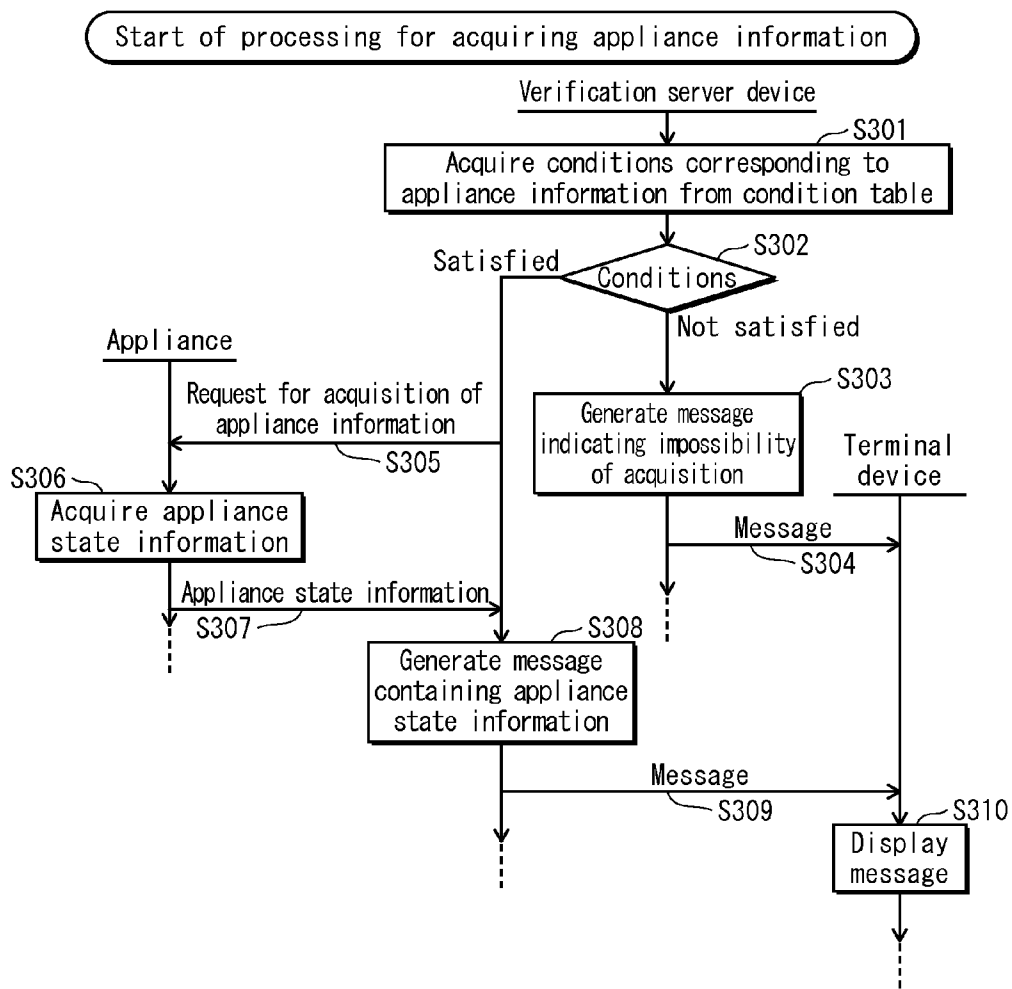 Start of processing for acquiring appliance information
Verification server device
S301
Acquire conditions corresponding to
appliance information from condition table
S302
Satisfied
Conditions
Not satisfied
Appliance
S303
Request for acquisition of
appliance information
Generate message
indicating impossibility
of acquisition
S305
Terminal
device
S306
Acquire appliance
state information
Message
S304
Appliance state information
S307
S308
Generate message
containing appliance
state information
Message
S309
S310
Display
message